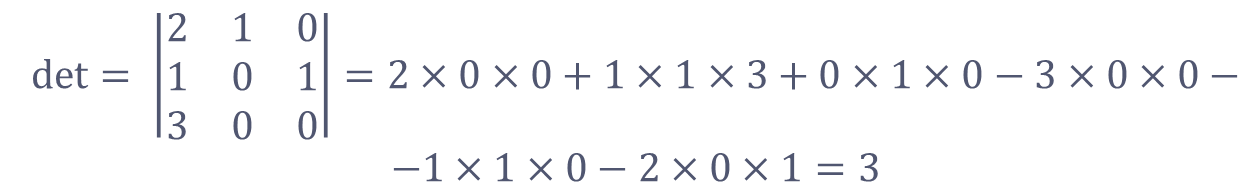 2 1 0
det = 1 0 1 = 2 × 0 × 0 + 1 × 1 × 3 + 0 × 1 × 0 − 3 × 0 × 0 −
3 0 0
−1 × 1 × 0 − 2 × 0 × 1 = 3